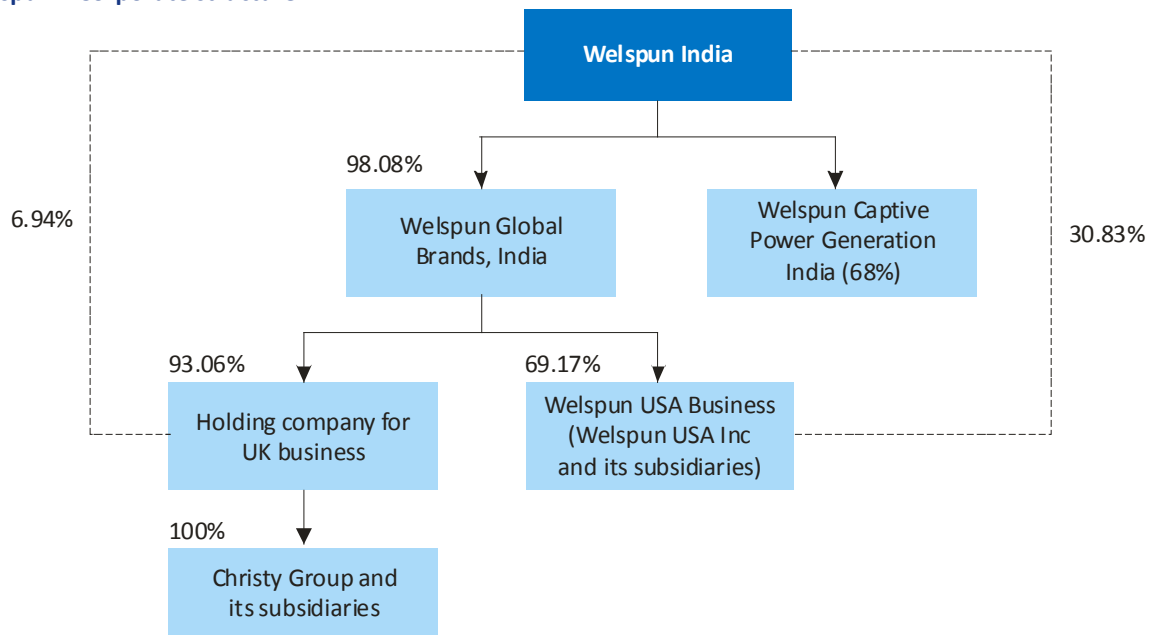 Welspun India
98.08%
6.94%
Welspun Global
Brands, India
Welspun Captive
Power Generation
India (68%)
30.83%
93.06%
69.17%
Holding company for
UK business
Welspun USA Business
(Welspun USA Inc
and its subsidiaries)
100%
Christy Group and
its subsidiaries